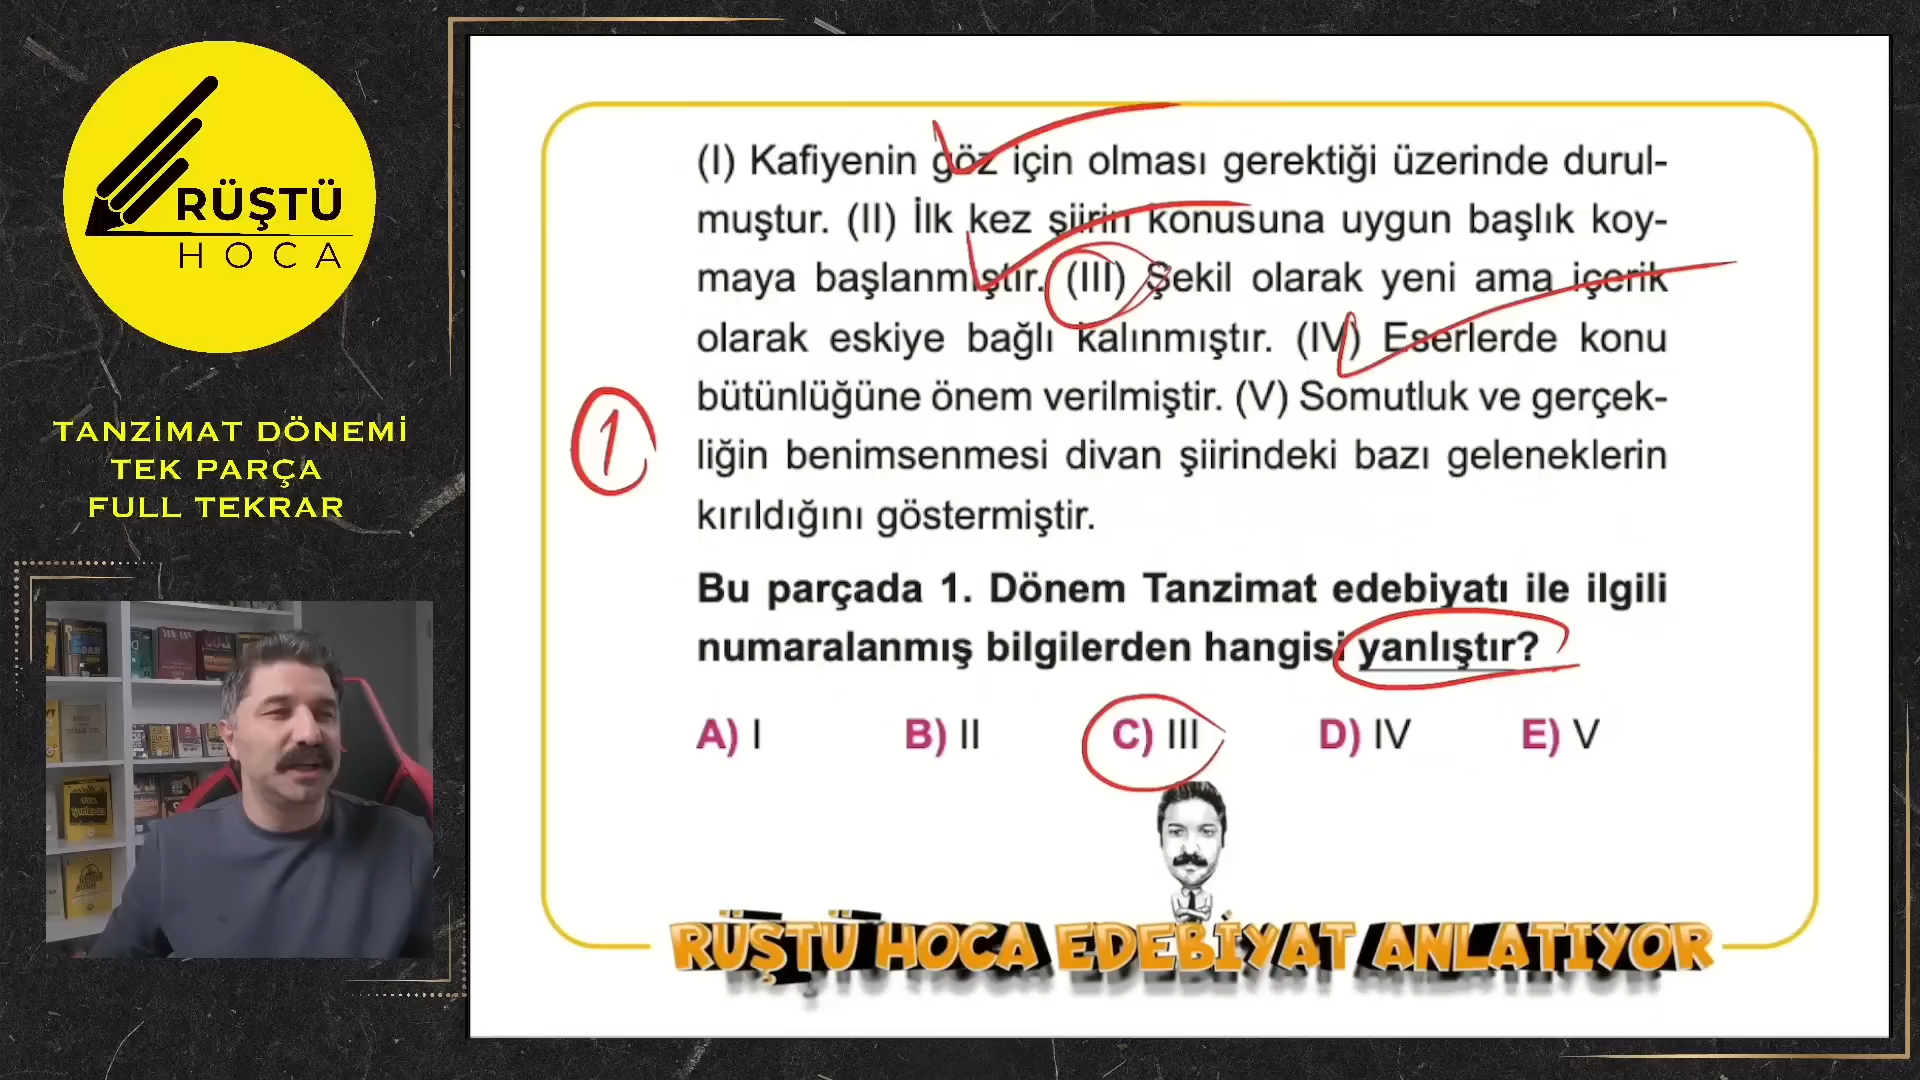 RÜŞTÜ
HOCA
TANZİMAT DÖNEMİ
TEK PARÇA
FULL TEKRAR
1
(I) Kafiyenin göz için olması gerektiği üzerinde durul-
muştur. (II) İlk kez şiirin konusuna uygun başlık koy-
maya başlanmıştır. (III) Şekil olarak yeni ama içerik
olarak eskiye bağlı kalınmıştır. (IV) Eserlerde konu
bütünlüğüne önem verilmiştir. (V) Somutluk ve gerçek-
liğin benimsenmesi divan şiirindeki bazı geleneklerin
kırıldığını göstermiştir.
Bu parçada 1. Dönem Tanzimat edebiyatı ile ilgili
numaralanmış bilgilerden hangisi yanlıştır?
A) I B) II C) III D) IV E) V
RÜŞTÜ HOCA EDEBİYAT ANLATIYOR